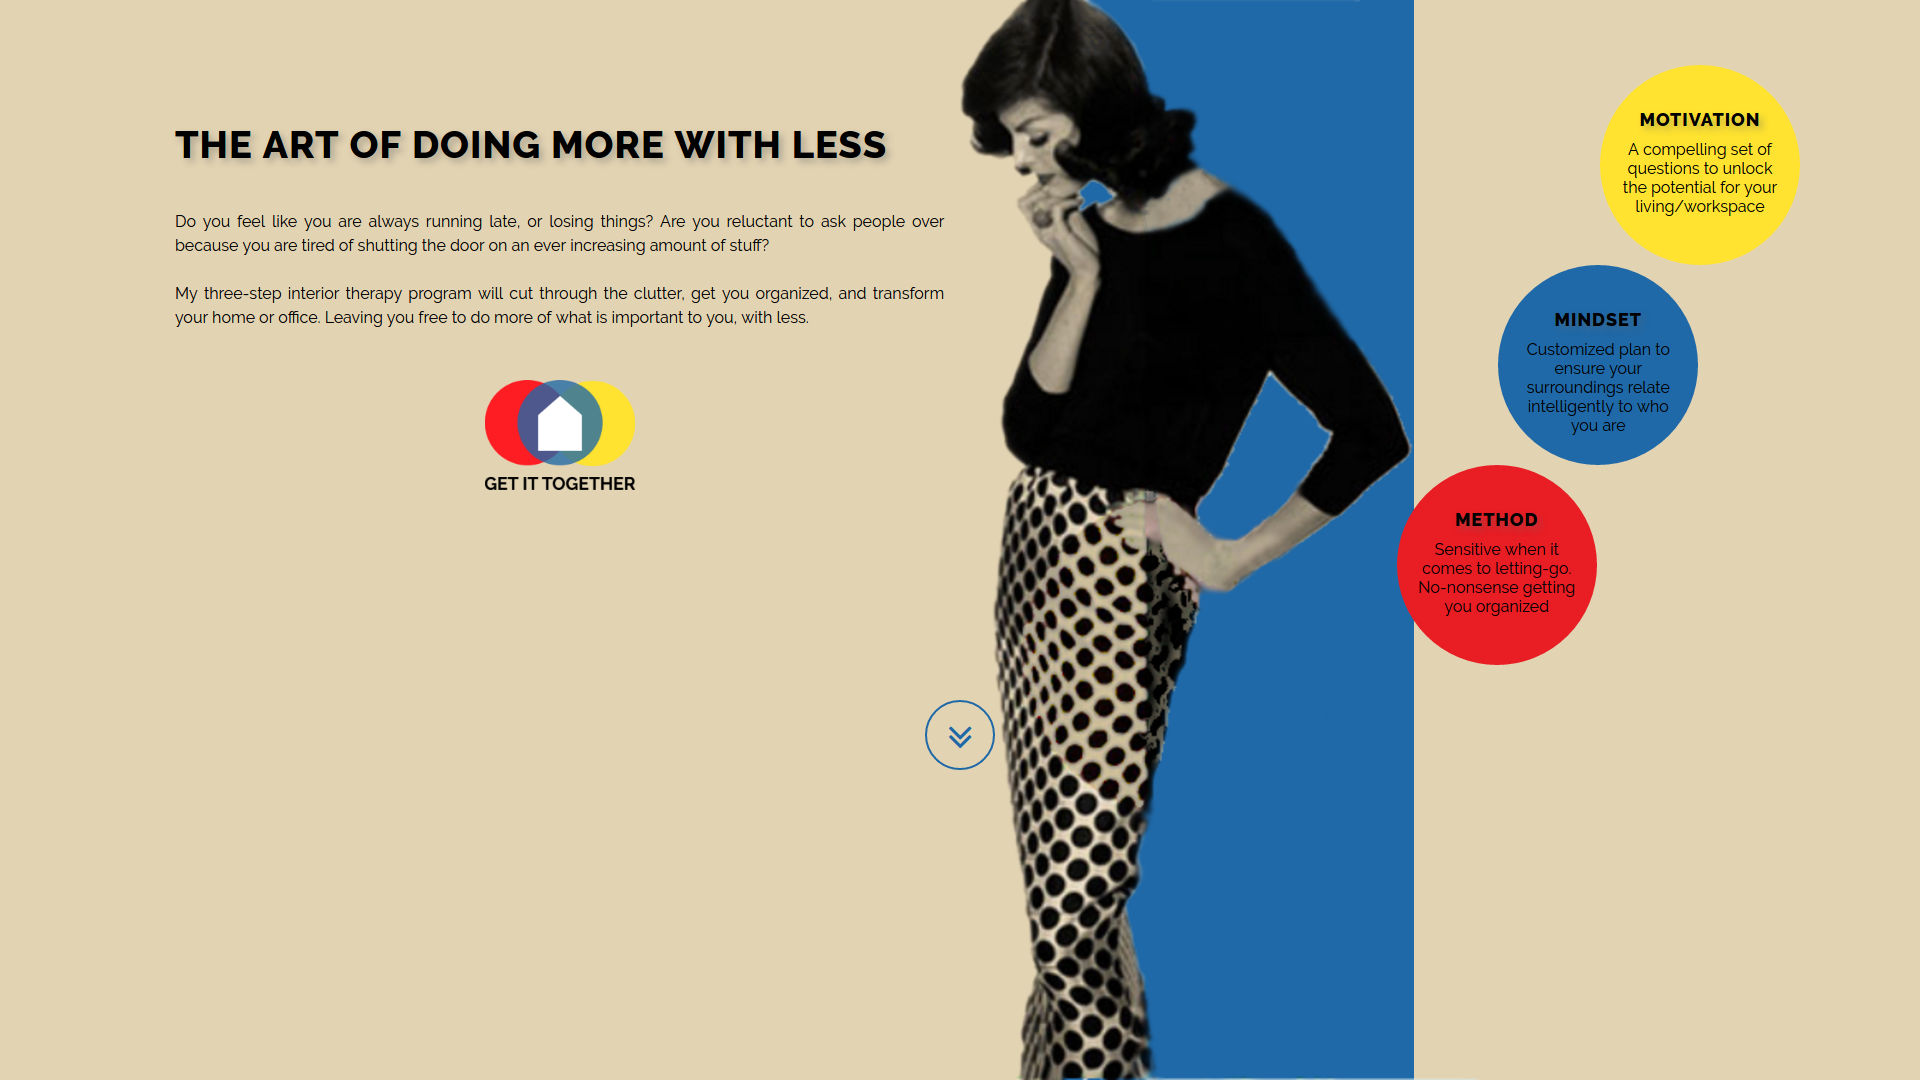 THE ART OF DOING MORE WITH LESS
Do you feel like you are always running late, or losing things? Are you reluctant to ask people over
because you are tired of shutting the door on an ever increasing amount of stuff?
My three-step interior therapy program will cut through the clutter, get you organized, and transform
your home or office. Leaving you free to do more of what is important to you, with less.
GET IT TOGETHER
MOTIVATION
A compelling set of
questions to unlock
the potential for your
living/workspace
MINDSET
Customized plan to
ensure your
surroundings relate
intelligently to who
you are
METHOD
Sensitive when it
comes to letting-go.
No-nonsense getting
you organized